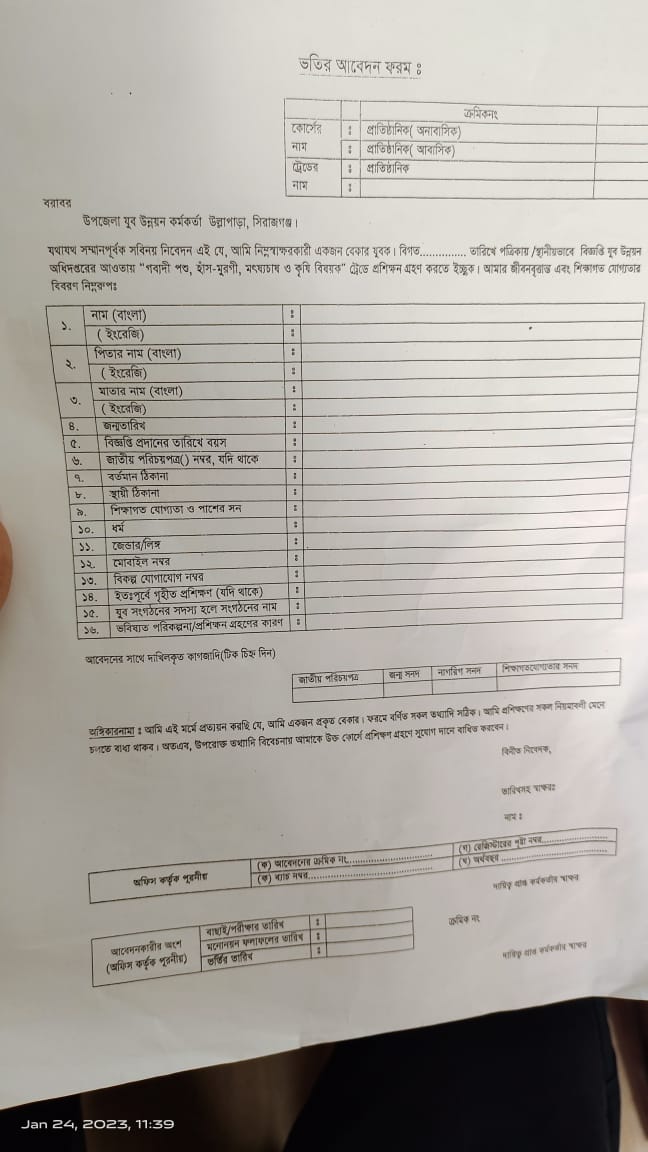 ভর্তির আবেদন ফরম :
ক্রমিকনং
কোর্সের নাম : প্রাতিষ্ঠানিক( অনাবাসিক)
: প্রাতিষ্ঠানিক( আবাসিক)
ট্রেডের নাম : প্রাতিষ্ঠানিক
:
বরাবর
উপজেলা যুব উন্নয়ন কর্মকর্তা উল্লাপাড়া, সিরাজগঞ্জ।
যথাযথ সম্মানপূর্বক সবিনয় নিবেদন এই যে, আমি নিম্নস্বাক্ষরকারী একজন বেকার যুবক। বিগত............... তারিখে পত্রিকায় /স্থানীয়ভাবে বিজ্ঞপ্তি যুব উন্নয়ন
অধিদপ্তরের আওতায় "গবাদী পশু, হাঁস-মুরগী, মৎস্যচাষ ও কৃষি বিষয়ক" ট্রেডে প্রশিক্ষন গ্রহণ করতে ইচ্ছুক। আমার জীবনবৃত্তান্ত এবং শিক্ষাগত যোগ্যতার
বিবরণ নিম্নরূপঃ
১. নাম (বাংলা) :
( ইংরেজি) :
২. পিতার নাম (বাংলা) :
( ইংরেজি) :
৩. মাতার নাম (বাংলা) :
( ইংরেজি) :
৪. জন্মতারিখ :
৫. বিজ্ঞপ্তি প্রদানের তারিখে বয়স :
৬. জাতীয় পরিচয়পত্র() নম্বর, যদি থাকে :
৭. বর্তমান ঠিকানা :
৮. স্থায়ী ঠিকানা :
৯. শিক্ষাগত যোগ্যতা ও পাশের সন :
১০. ধর্ম :
১১. জেন্ডার/লিঙ্গ :
১২. মোবাইল নম্বর :
১৩. বিকল্প যোগাযোগ নম্বর :
১৪. ইতঃপূর্বে গৃহীত প্রশিক্ষন (যদি থাকে) :
১৫. যুব সংগঠনের সদস্য হলে সংগঠনের নাম :
১৬. ভবিষ্যত পরিকল্পনা/প্রশিক্ষন গ্রহণের কারণ :
আবেদনের সাথে দাখিলকৃত কাগজাদি(টিক চিহ্ন দিন)
জাতীয় পরিচয়পত্র জন্ম সনদ নাগরিত্ব সনদ শিক্ষাগতযোগ্যতার সনদ
অঙ্গিকারনামা : আমি এই মর্মে প্রত্যয়ন করছি যে, আমি একজন প্রকৃত বেকার। ফরমে বর্ণিত সকল তথ্যাদি সঠিক। আমি প্রশিক্ষণের সকল নিয়মাবলী মেনে
চলতে বাধ্য থাকব। অতএব, উপরোক্ত তথ্যাদি বিবেচনায় আমাকে উক্ত কোর্সে প্রশিক্ষন গ্রহণে সুযোগ দানে বাধিত করবেন।
বিনীত নিবেদক,
তারিখসহ স্বাক্ষরঃ
নাম :
অফিস কর্তৃক পূরনীয় (ক) আবেদনের ক্রমিক নং............................ (গ) রেজিস্টারের পৃষ্ঠা নম্বর......................
(ক) ব্যাচ নম্বর.................................. (ঘ) অর্থবছর ..................................
দায়িত্ব প্রাপ্ত কর্মকর্তার স্বাক্ষর
আবেদনকারীর অংশ
(অফিস কর্তৃক পূরনীয়)
বাছাই/পরীক্ষার তারিখ :
মনোনয়ন ফলাফলের তারিখ :
ভর্তির তারিখ :
ক্রমিক নং
দায়িত্ব প্রাপ্ত কর্মকর্তার স্বাক্ষর
Jan 24, 2023, 11:39